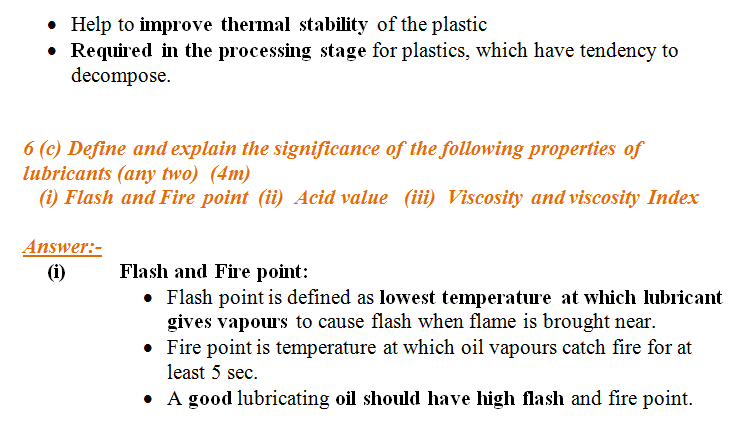 • Help to improve thermal stability of the plastic
• Required in the processing stage for plastics, which have tendency to
decompose.
6 (c) Define and explain the significance of the following properties of
lubricants (any two) (4m)
(i) Flash and Fire point (ii) Acid value (iii) Viscosity and viscosity Index
Answer:-
(i) Flash and Fire point:
• Flash point is defined as lowest temperature at which lubricant
gives vapours to cause flash when flame is brought near.
• Fire point is temperature at which oil vapours catch fire for at
least 5 sec.
• A good lubricating oil should have high flash and fire point.